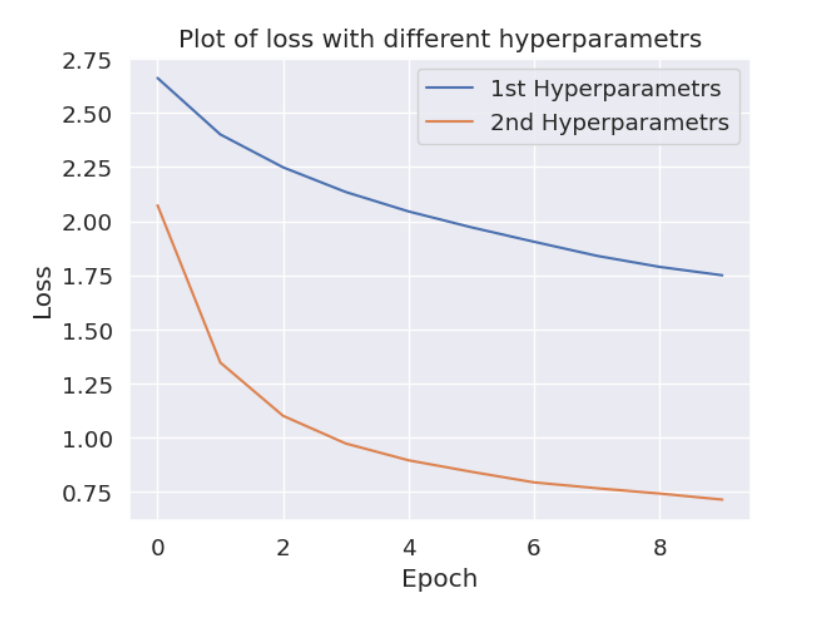 Plot of loss with different hyperparametrs
2.75
2.50
2.25
2.00
1.75
1.50
1.25
1.00
0.75
Loss
1st Hyperparametrs
2nd Hyperparametrs
0 2 4 6 8
Epoch